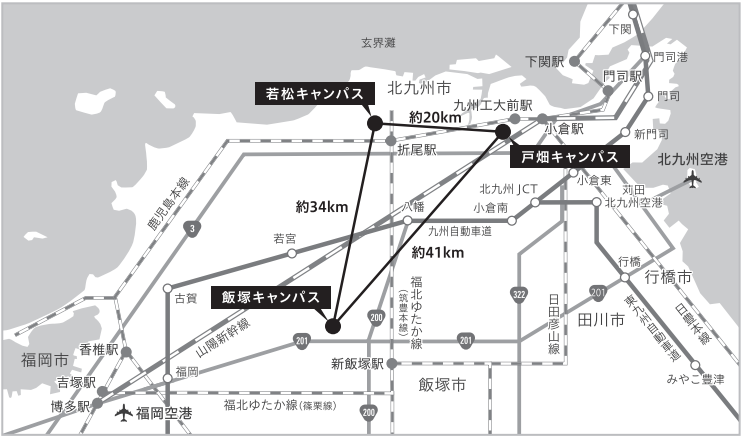 下関
玄界灘
下関駅
門司港
門司駅
北九州市
若松キャンパス
門司
九州工大前駅
約20km
小倉駅
新門司
折尾駅
戸畑キャンパス
北九州空港
小倉東
苅田
北九州空港
北九州JCT
鹿児島本線
約34km
八幡
小倉南
3
九州自動車道
若宮
約41km
行橋
行橋市
古賀
飯塚キャンパス
福北ゆたか線
(筑豊本線)
322
201
日田彦山線
田川市
東九州自動車道
日豊本線
200
山陽新幹線
201
201
香椎駅
福岡市
新飯塚駅
福岡
みやこ豊津
吉塚駅
飯塚市
博多駅
福岡空港
福北ゆたか線(篠栗線)
200